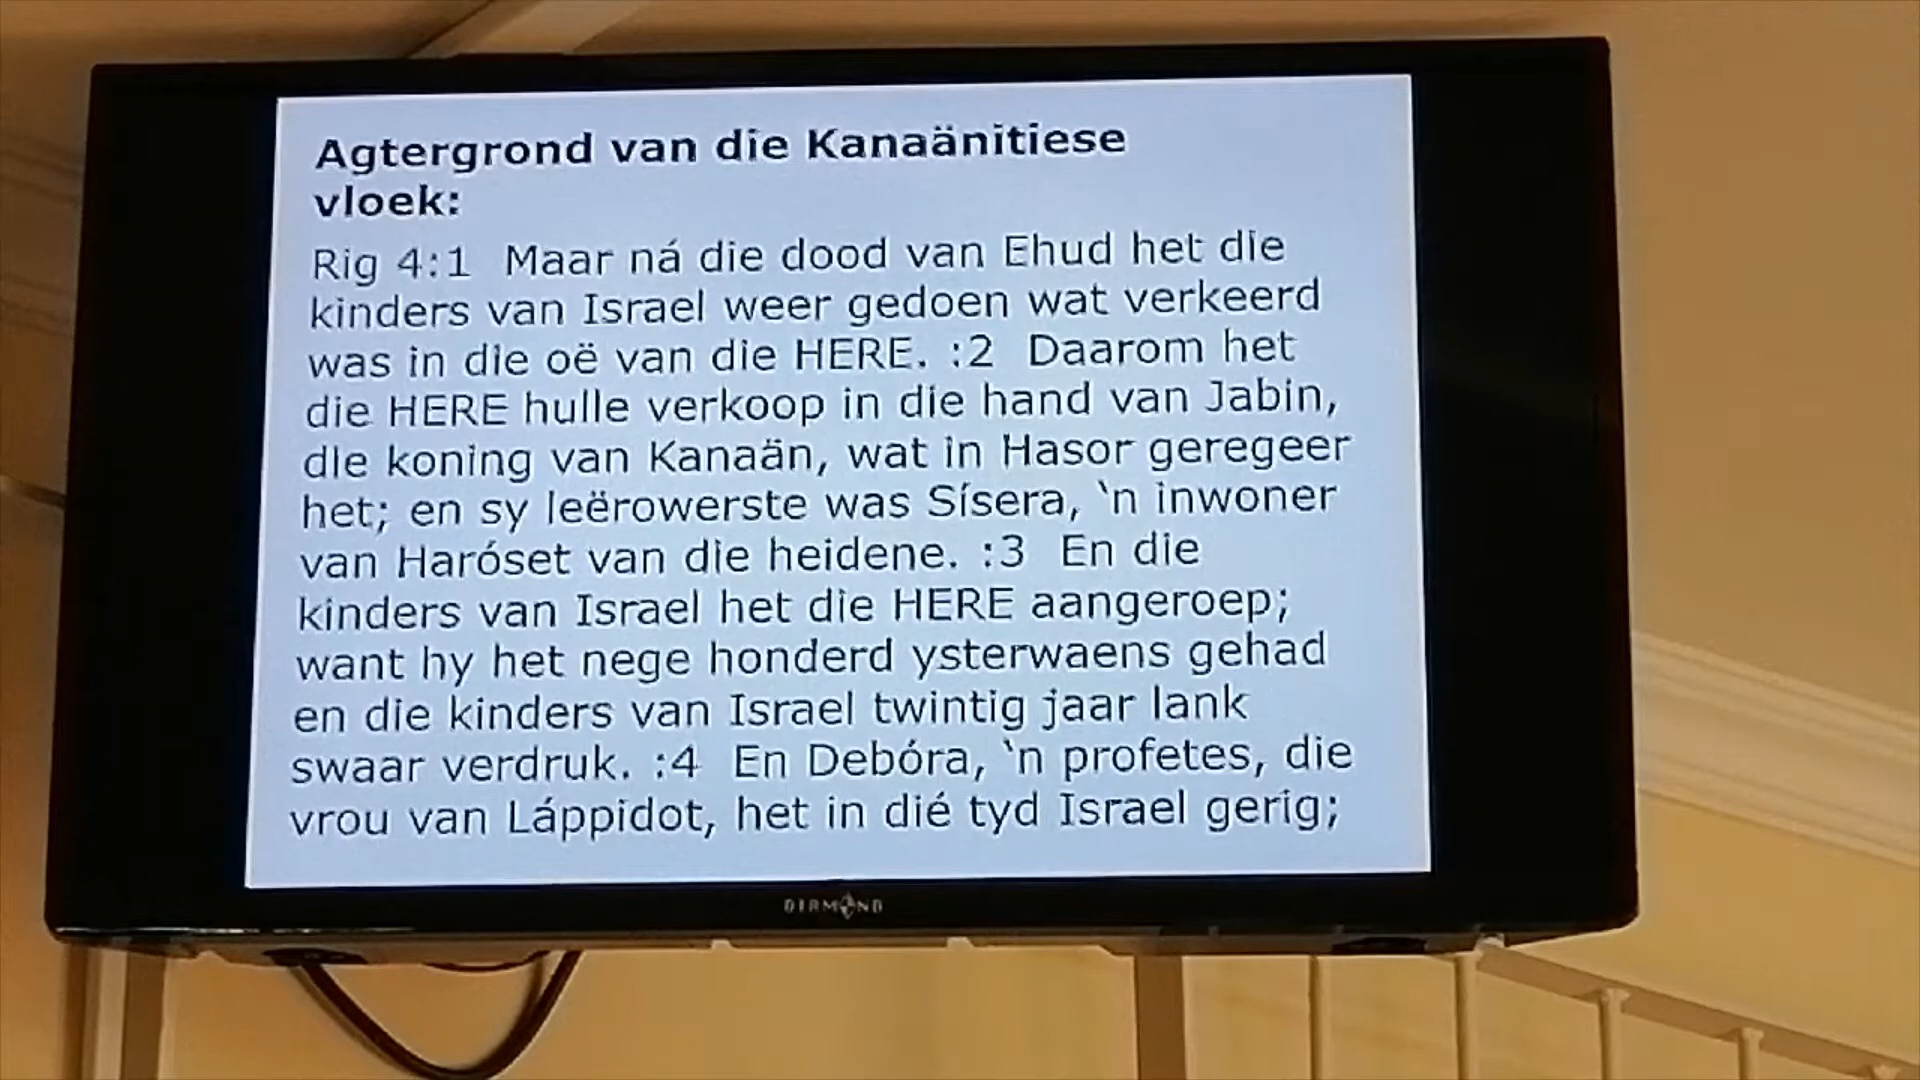 Agtergrond van die Kanaänitiese
vloek:
Rig 4:1 Maar ná die dood van Ehud het die
kinders van Israel weer gedoen wat verkeerd
was in die oë van die HERE. :2 Daarom het
die HERE hulle verkoop in die hand van Jabin,
die koning van Kanaän, wat in Hasor geregeer
het; en sy leërowerste was Sísera, ‘n inwoner
van Haróset van die heidene. :3 En die
kinders van Israel het die HERE aangeroep;
want hy het nege honderd ysterwaens gehad
en die kinders van Israel twintig jaar lank
swaar verdruk. :4 En Debóra, ‘n profetes, die
vrou van Láppidot, het in dié tyd Israel gerig;